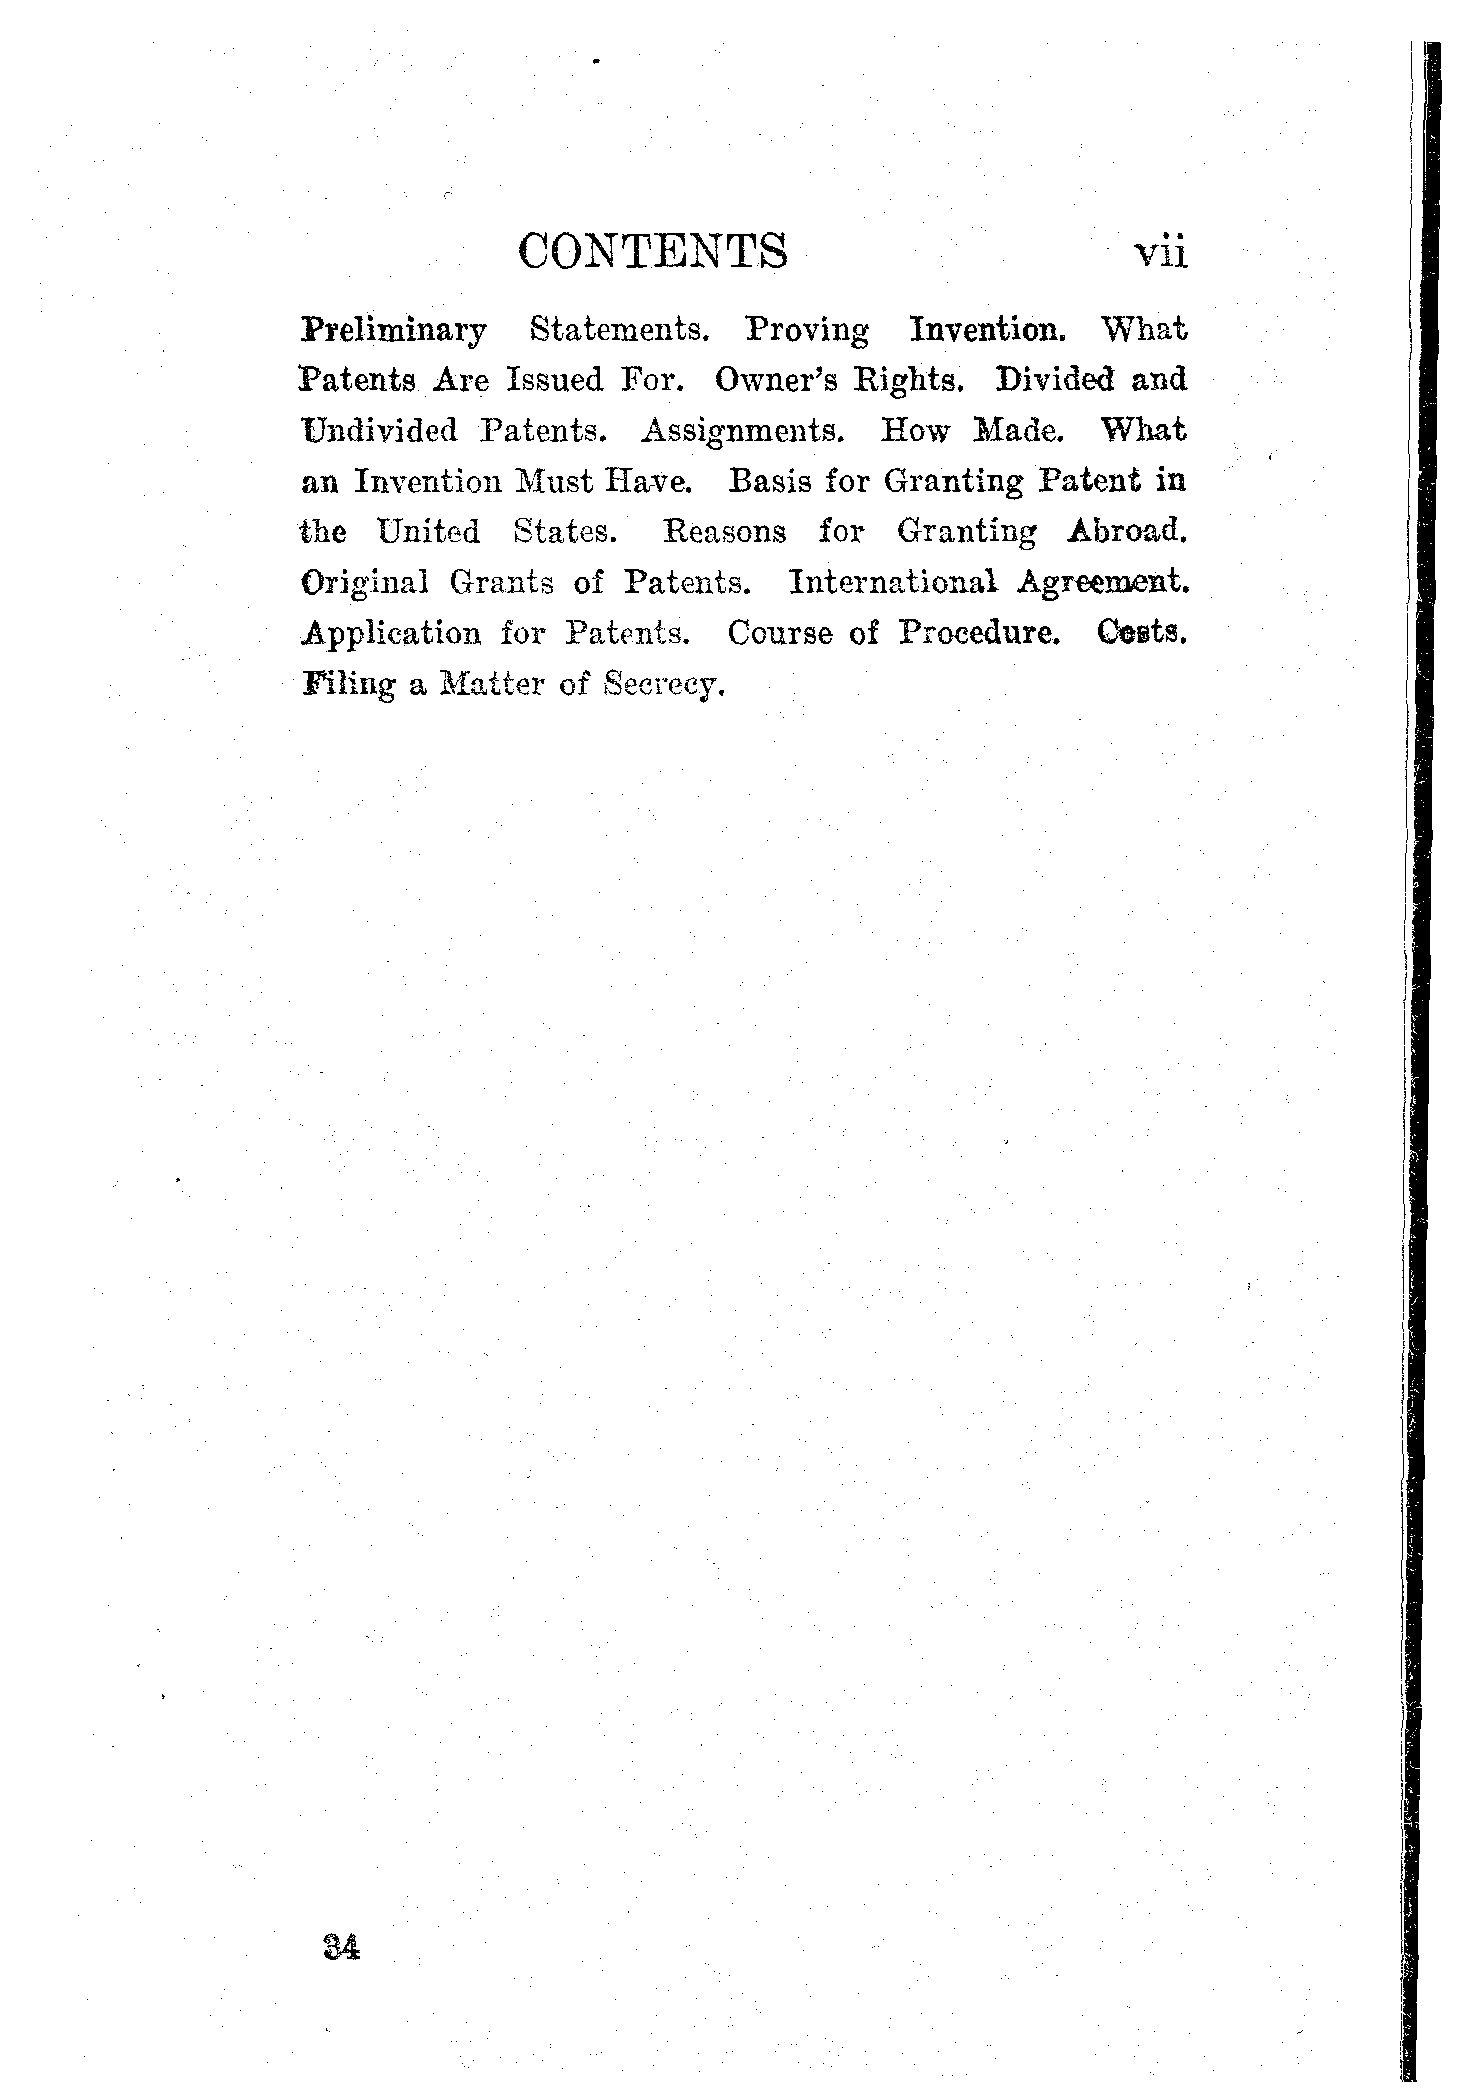 CONTENTS vii
Preliminary Statements. Proving Invention. What
Patents Are Issued For. Owner's Rights. Divided and
Undivided Patents. Assignments. How Made. What
an Invention Must Have. Basis for Granting Patent in
the United States. Reasons for Granting Abroad.
Original Grants of Patents. International Agreement.
Application for Patents. Course of Procedure. Costs.
Filing a Matter of Secrecy.
34